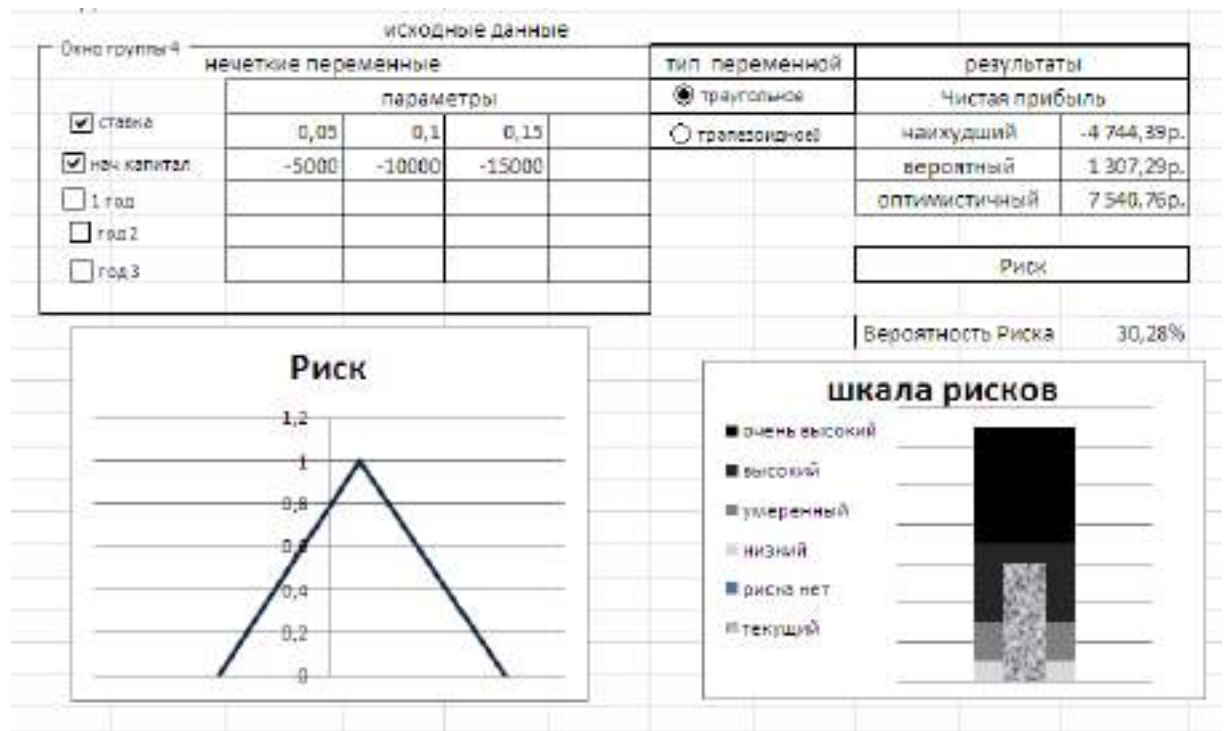 исходные данные
Окно группы 4
нечеткие переменные тип переменной результаты
параметры треугольное Чистая прибыль
ставка 0,05 0,1 0,15 трапезоидное наихудший -4 744,39р.
нач капитал -5000 -10000 -15000 вероятный 1 307,29р.
1 год оптимистичный 7 540,76р.
год 2
год 3 Риск
Вероятность Риска 30,28%
Риск
1,2
1
0,8
0,6
0,4
0,2
0
шкала рисков
очень высокий
высокий
умеренный
низкий
риска нет
текущий